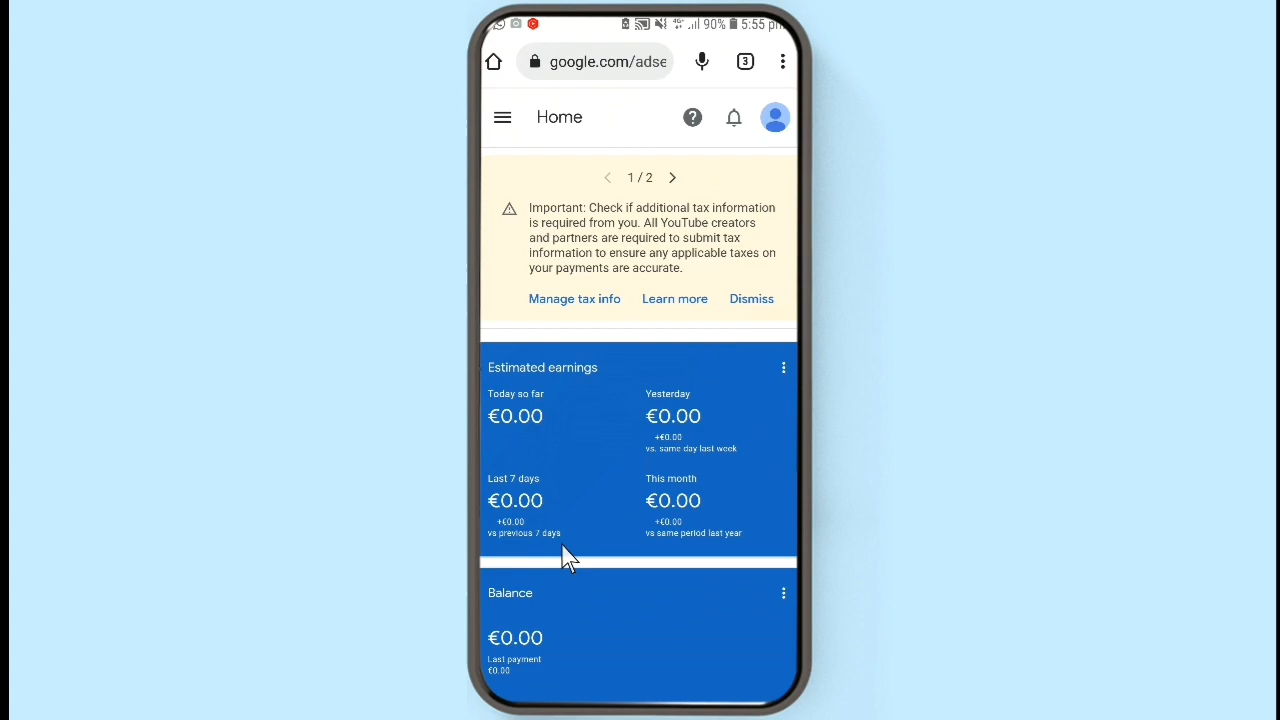 90% 5:55 pm
google.com/adse
3
Home
1 / 2
Important: Check if additional tax information
is required from you. All YouTube creators
and partners are required to submit tax
information to ensure any applicable taxes on
your payments are accurate.
Manage tax info Learn more Dismiss
Estimated earnings
Today so far Yesterday
€0.00 €0.00
+€0.00
vs. same day last week
Last 7 days This month
€0.00 €0.00
+€0.00 +€0.00
vs previous 7 days vs same period last year
Balance
€0.00
Last payment
€0.00